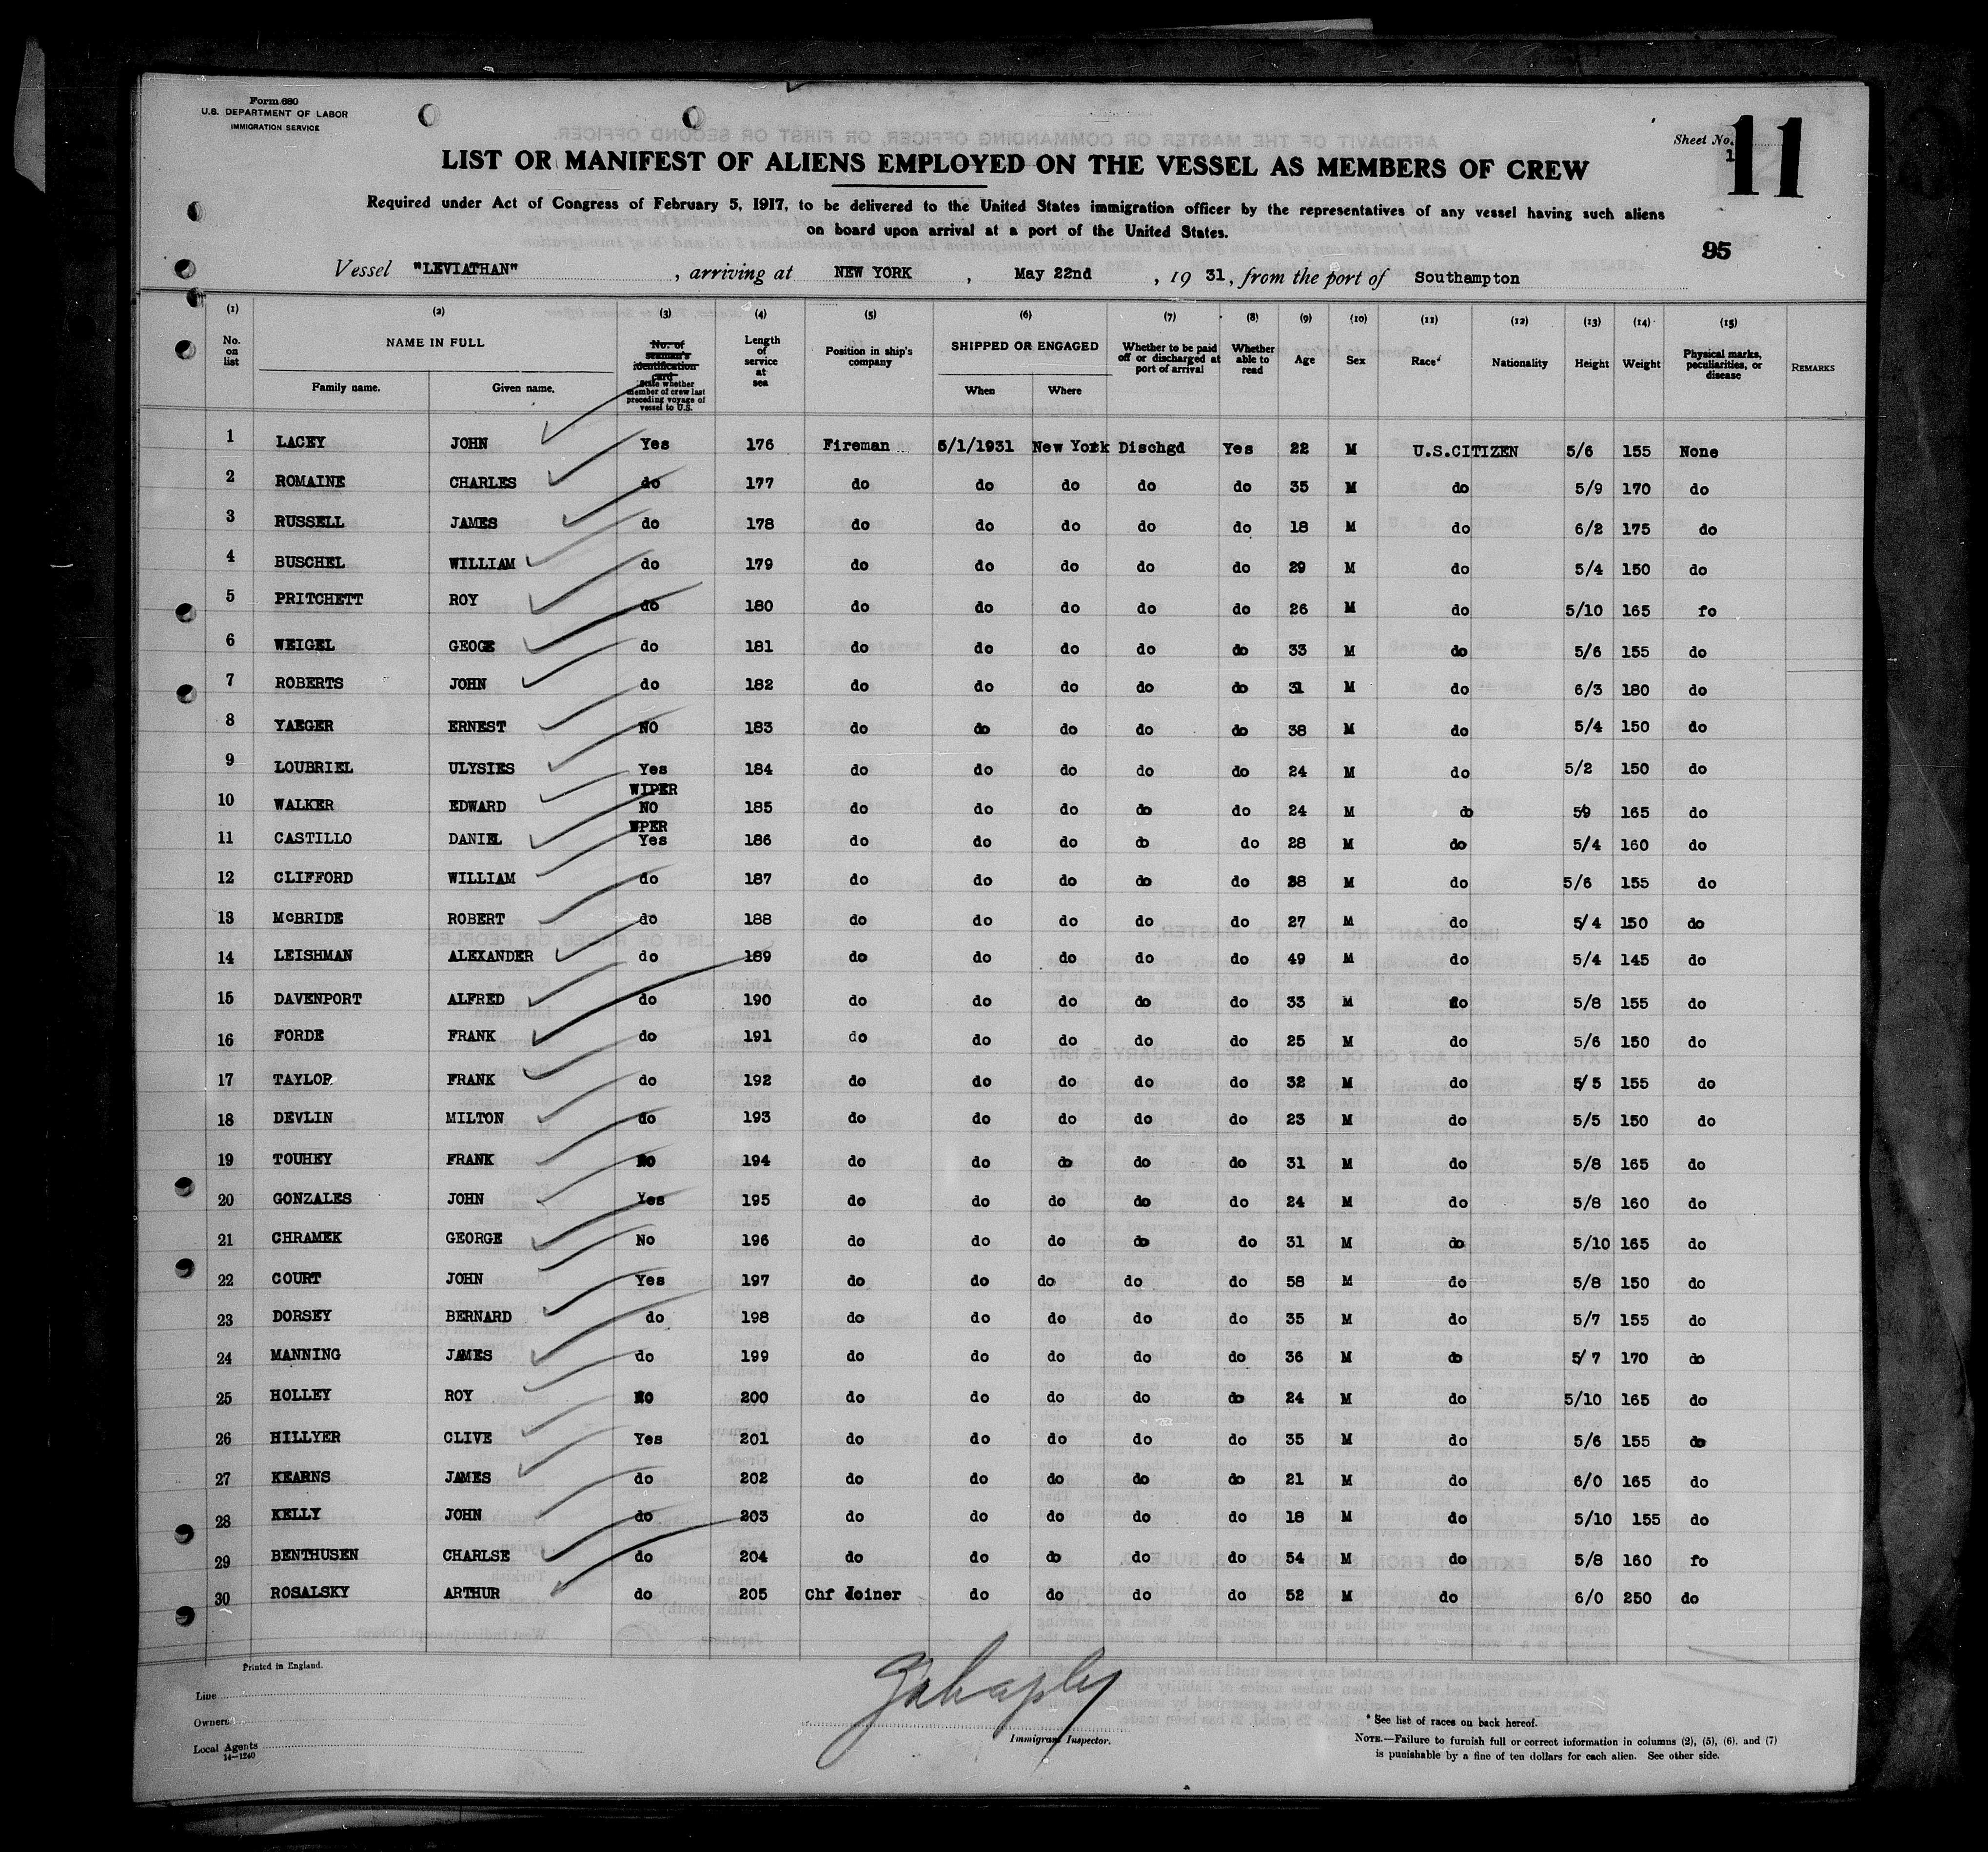 Form 680
U.S. DEPARTMENT OF LABOR
IMMIGRATION SERVICE
Sheet No. 11
LIST OR MANIFEST OF ALIENS EMPLOYED ON THE VESSEL AS MEMBERS OF CREW
Required under Act of Congress of February 5, 1917, to be delivered to the United States immigration officer by the representatives of any vessel having such aliens
on board upon arrival at a port of the United States.
95
Vessel "LEVIATHAN", arriving at NEW YORK, May 22nd, 19 31, from the port of Southampton
(1) (2) (3) (4) (5) (6) (7) (8) (9) (10) (11) (12) (13) (14) (15)
No. on list NAME IN FULL Family name. Given name. No. of seaman's identification card State whether member of crew last preceding voyage of vessel to U.S. Length of service at sea Position in ship's company SHIPPED OR ENGAGED When Where Whether to be paid off or discharged at port of arrival Whether able to read Age Sex Race* Nationality Height Weight Physical marks, peculiarities, or disease REMARKS
1 LACEY JOHN Yes 176 Fireman 5/1/1931 New York Dischgd Yes 22 M U.S.CITIZEN 5/6 155 None
2 ROMAINE CHARLES do 177 do do do do do 35 M do 5/9 170 do
3 RUSSELL JAMES do 178 do do do do do 18 M do 6/2 175 do
4 BUSCHEL WILLIAM do 179 do do do do do 29 M do 5/4 150 do
5 PRITCHETT ROY do 180 do do do do do 26 M do 5/10 165 fo
6 WEIGEL GEOGE do 181 do do do do do 33 M do 5/6 155 do
7 ROBERTS JOHN do 182 do do do do do 31 M do 6/3 180 do
8 YAEGER ERNEST NO 183 do do do do do 38 M do 5/4 150 do
9 LOUBRIEL ULYSIES Yes 184 do do do do do 24 M do 5/2 150 do
10 WALKER EDWARD WIPER NO 185 do do do do do 24 M do 59 165 do
11 CASTILLO DANIEL WPER Yes 186 do do do do do 28 M do 5/4 160 do
12 CLIFFORD WILLIAM do 187 do do do do do 38 M do 5/6 155 do
13 McBRIDE ROBERT do 188 do do do do do 27 M do 5/4 150 do
14 LEISHMAN ALEXANDER do 189 do do do do do 49 M do 5/4 145 do
15 DAVENPORT ALFRED do 190 do do do do do 33 M do 5/8 155 do
16 FORDE FRANK do 191 do do do do do 25 M do 5/6 150 do
17 TAYLOR FRANK do 192 do do do do do 32 M do 5/5 155 do
18 DEVLIN MILTON do 193 do do do do do 23 M do 5/5 150 do
19 TOUHEY FRANK NO 194 do do do do do 31 M do 5/8 165 do
20 GONZALES JOHN Yes 195 do do do do do 24 M do 5/8 160 do
21 CHRAMEK GEORGE No 196 do do do do do 31 M do 5/10 165 do
22 COURT JOHN Yes 197 do do do do do 58 M do 5/8 150 do
23 DORSEY BERNARD do 198 do do do do do 35 M do 5/7 155 do
24 MANNING JAMES do 199 do do do do do 36 M do 5/7 170 do
25 HOLLEY ROY NO 200 do do do do do 24 M do 5/10 165 do
26 HILLYER CLIVE Yes 201 do do do do do 35 M do 5/6 155 do
27 KEARNS JAMES do 202 do do do do do 21 M do 6/0 165 do
28 KELLY JOHN do 203 do do do do do 18 M do 5/10 155 do
29 BENTHUSEN CHARLSE do 204 do do do do do 54 M do 5/8 160 fo
30 ROSALSKY ARTHUR do 205 Chf Joiner do do do do 52 M do 6/0 250 do
Printed in England.
Line
Owners
Local Agents
14-1240
Immigrant Inspector.
* See list of races on back hereof.
NOTE.—Failure to furnish full or correct information in columns (2), (5), (6), and (7)
is punishable by a fine of ten dollars for each alien. See other side.